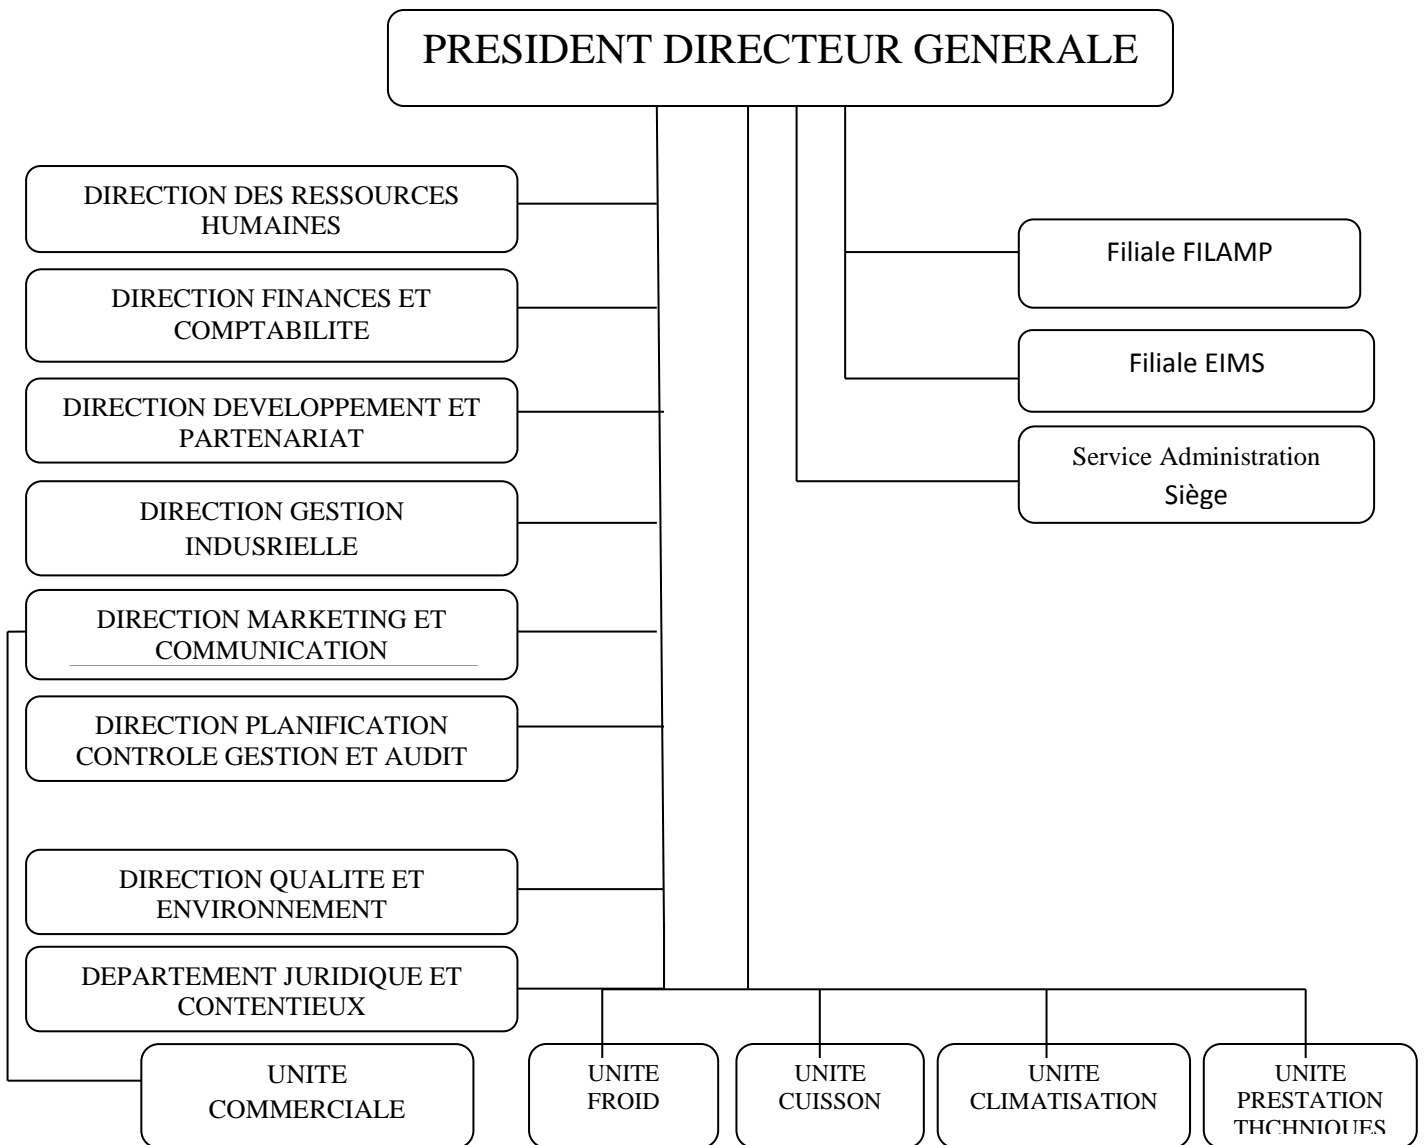 PRESIDENT DIRECTEUR GENERALE
DIRECTION DES RESSOURCES
HUMAINES
DIRECTION FINANCES ET
COMPTABILITE
DIRECTION DEVELOPPEMENT ET
PARTENARIAT
DIRECTION GESTION
INDUSRIELLE
DIRECTION MARKETING ET
COMMUNICATION
DIRECTION PLANIFICATION
CONTROLE GESTION ET AUDIT
DIRECTION QUALITE ET
ENVIRONNEMENT
DEPARTEMENT JURIDIQUE ET
CONTENTIEUX
Filiale FILAMP
Filiale EIMS
Service Administration
Siège
UNITE
COMMERCIALE
UNITE
FROID
UNITE
CUISSON
UNITE
CLIMATISATION
UNITE
PRESTATION
THCHNIQUES